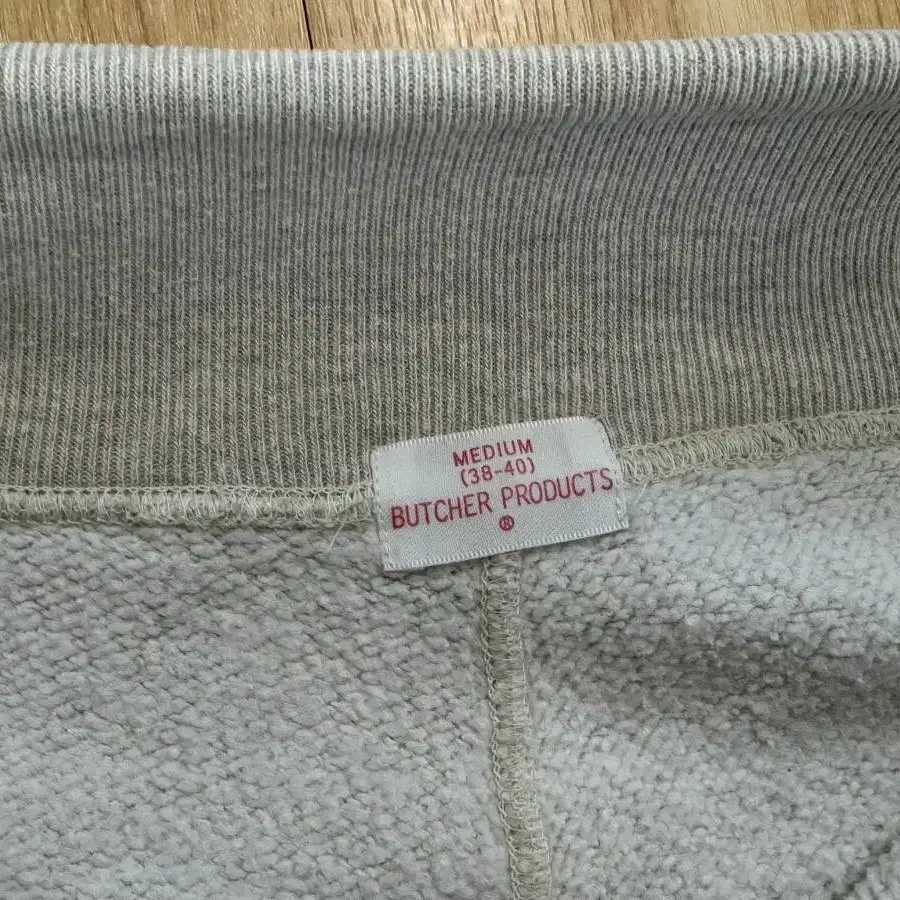 MEDIUM
(38-40)
BUTCHER PRODUCTS
®